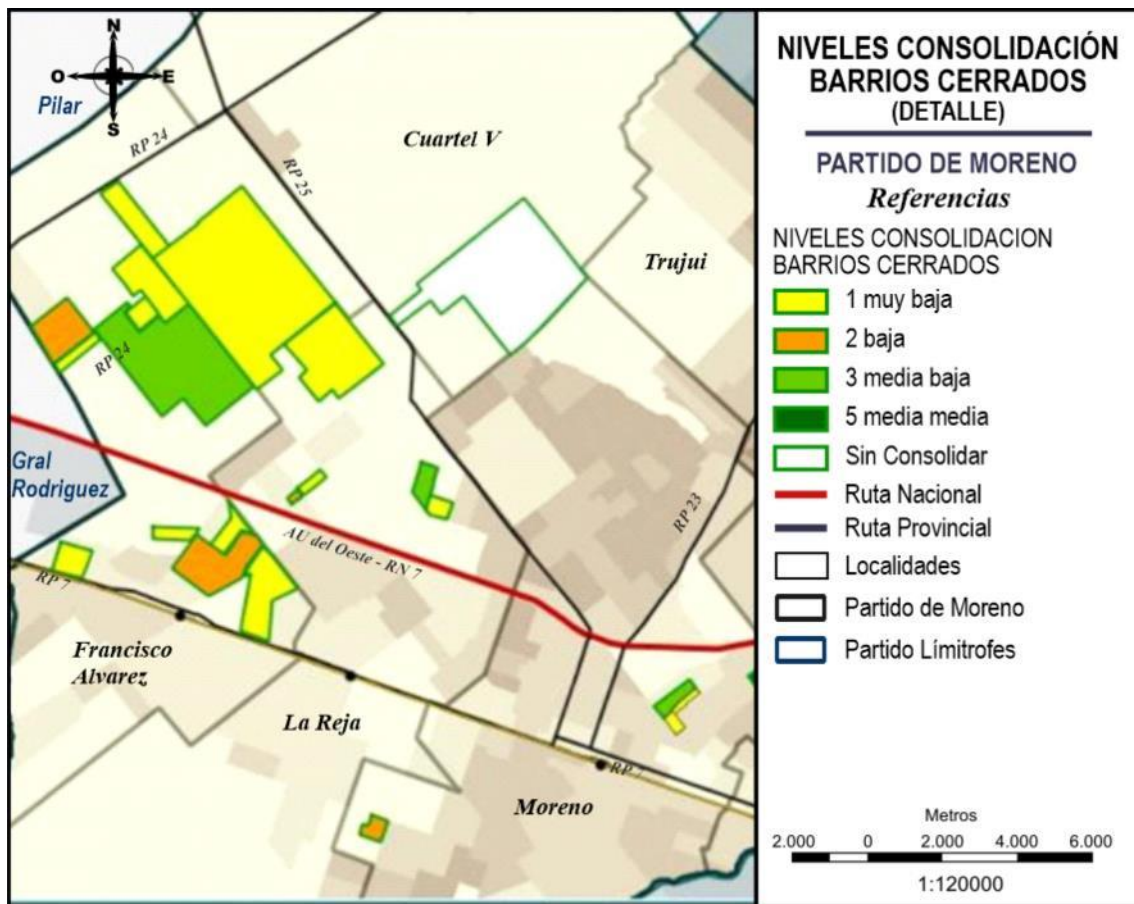 N
O E
S
Pilar
RP 24
RP 25
Cuartel V
Trujui
RP 24
Gral
Rodriguez
RP 23
AU del Oeste - RN 7
RP 7
Francisco
Alvarez
La Reja
RP 7
Moreno
NIVELES CONSOLIDACIÓN
BARRIOS CERRADOS
(DETALLE)
PARTIDO DE MORENO
Referencias
NIVELES CONSOLIDACION
BARRIOS CERRADOS
1 muy baja
2 baja
3 media baja
5 media media
Sin Consolidar
Ruta Nacional
Ruta Provincial
Localidades
Partido de Moreno
Partido Límitrofes
Metros
2.000 0 2.000 4.000 6.000
1:120000